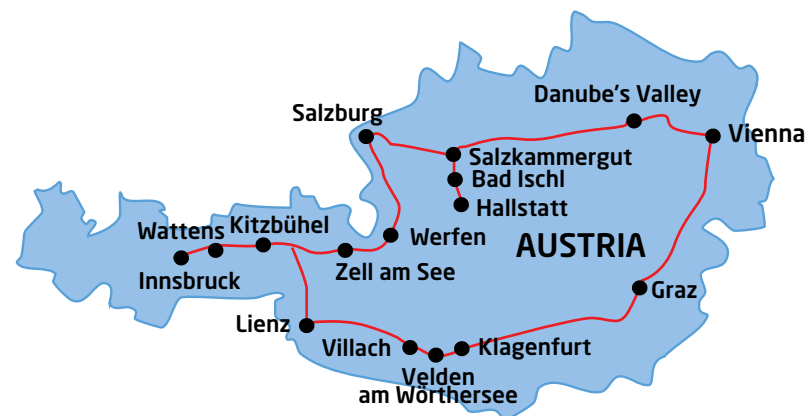 Danube's Valley
Salzburg
Vienna
Salzkammergut
Bad Ischl
Hallstatt
Wattens
Kitzbühel
Werfen
AUSTRIA
Innsbruck
Zell am See
Graz
Lienz
Villach
Klagenfurt
Velden
am Wörthersee